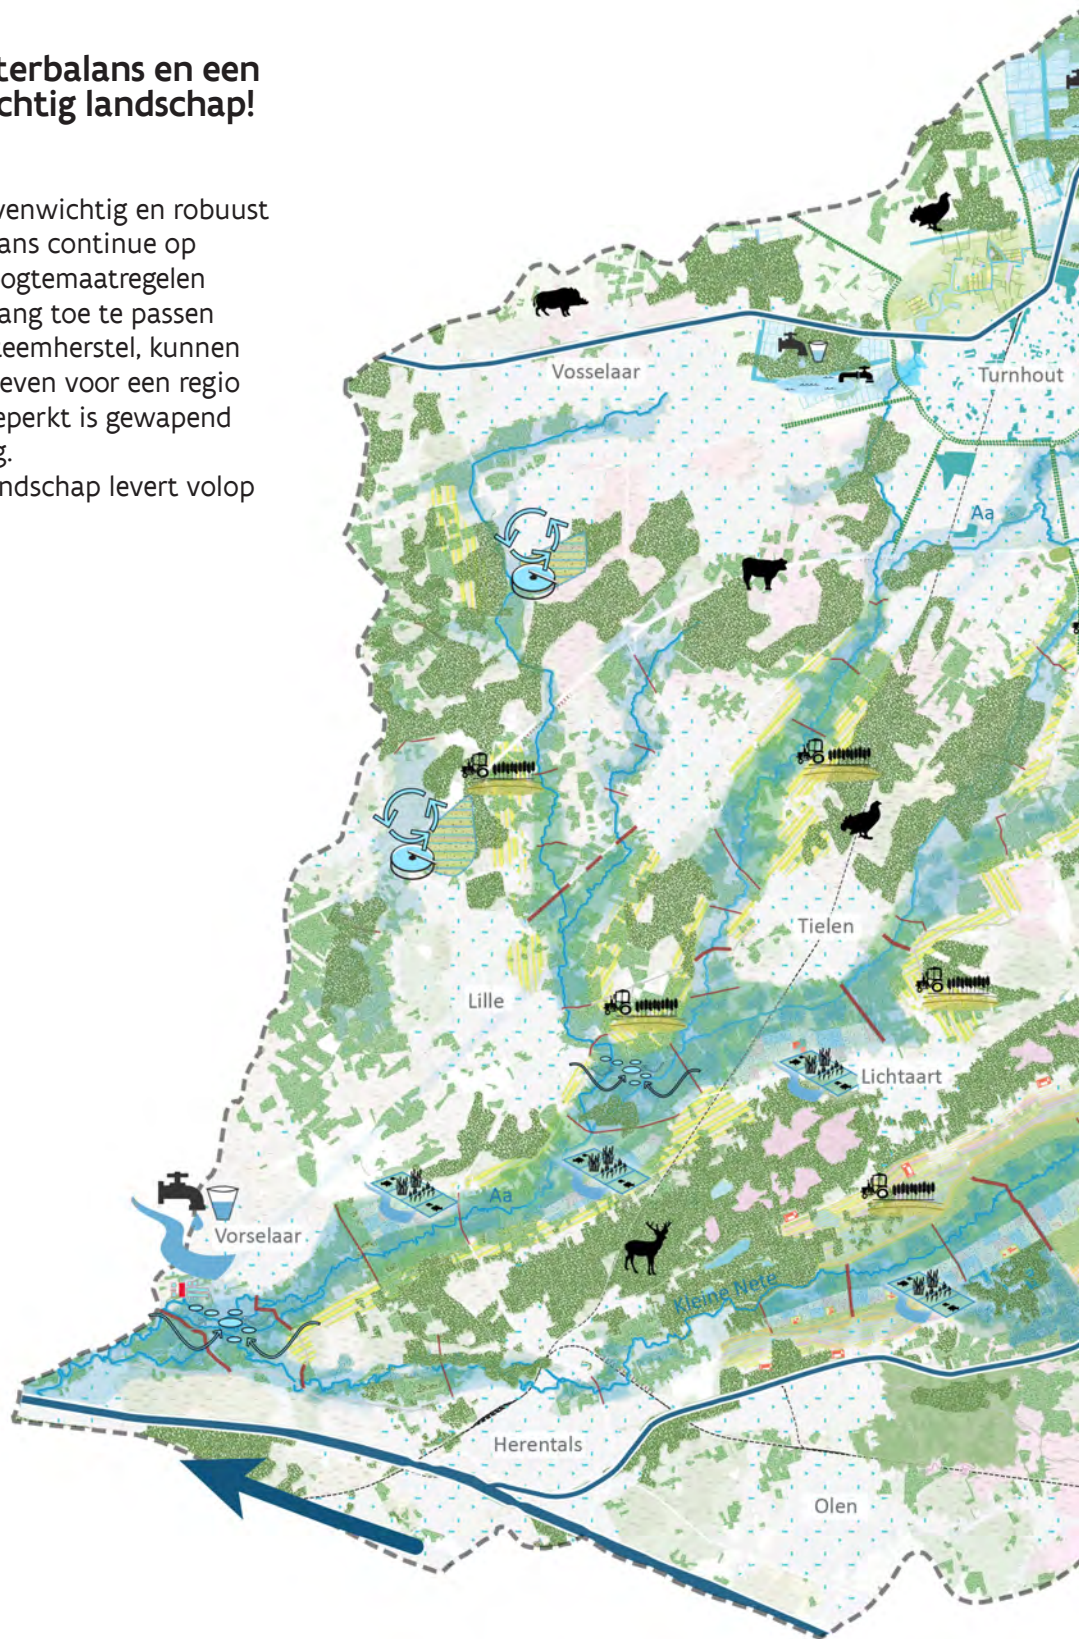 terbalans en een
chtig landschap!
venwichtig en robuust
ans continue op
ogtemaatregelen
ang toe te passen
eemherstel, kunnen
even voor een regio
eperkt is gewapend
g.
ndschap levert volop
Vosselaar
Turnhout
Aa
Tielen
Lille
Lichtaart
Aa
Vorselaar
Kleine Nete
Herentals
Olen